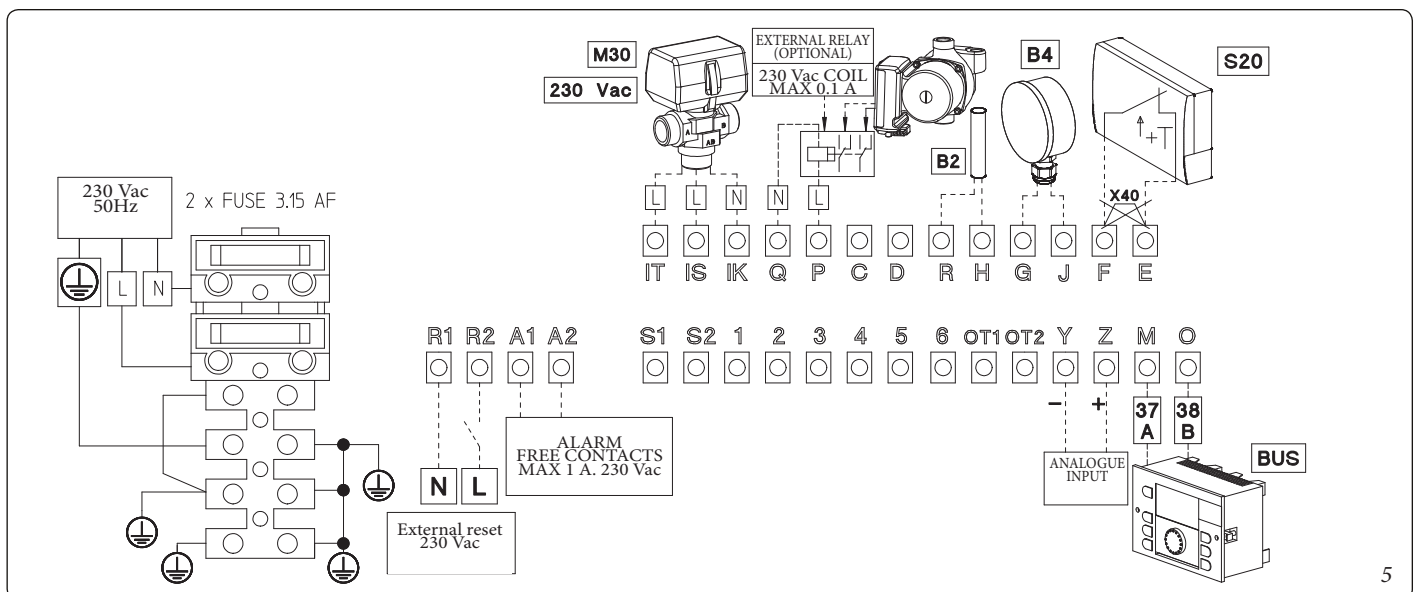 M30
230 Vac
EXTERNAL RELAY
(OPTIONAL)
230 Vac COIL
MAX 0.1 A
B4
S20
A
B
AB
B2
+T
X40
L
L
N
N
L
IT IS IK Q P C D R H G J F E
230 Vac
50Hz
2 x FUSE 3.15 AF
L
N
R1 R2 A1 A2 S1 S2 1 2 3 4 5 6 OT1 OT2 Y Z M O
- +
37
A
38
B
N L
External reset
230 Vac
ALARM
FREE CONTACTS
MAX 1 A. 230 Vac
ANALOGUE
INPUT
BUS
5